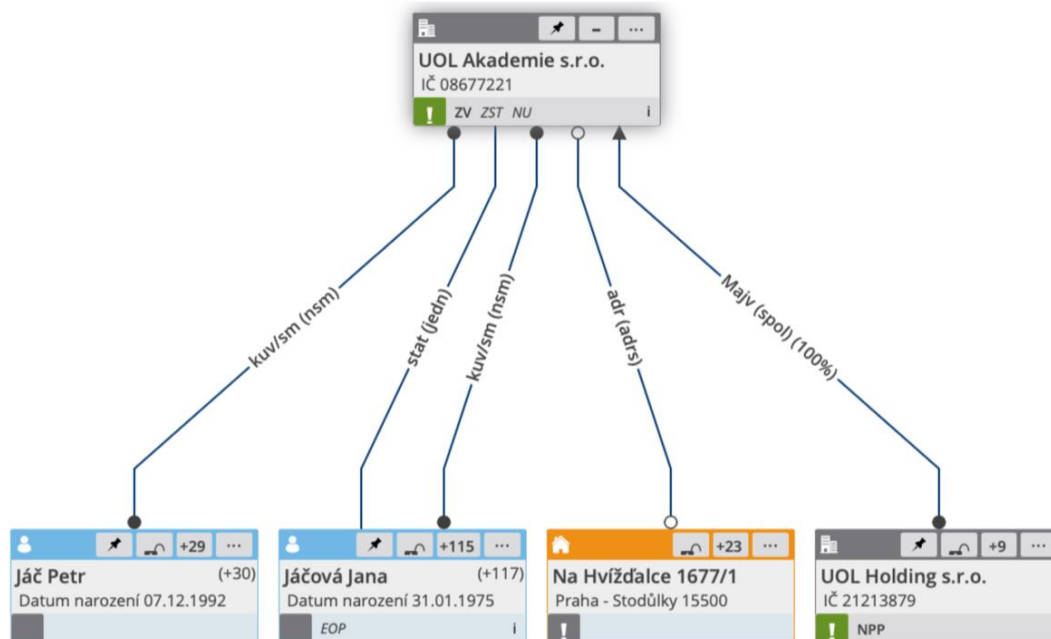 UOL Akademie s.r.o.
IČ 08677221
! ZV ZST NU i
kuv/sm (nsm)
stat (jedn)
kuv/sm (nsm)
adr (adrs)
Majv (spol) (100%)
+29
Jáč Petr (+30)
Datum narození 07.12.1992
+115
Jáčová Jana (+117)
Datum narození 31.01.1975
EOP i
+23
Na Hvížďalce 1677/1
Praha - Stodůlky 15500
!
+9
UOL Holding s.r.o.
IČ 21213879
! NPP